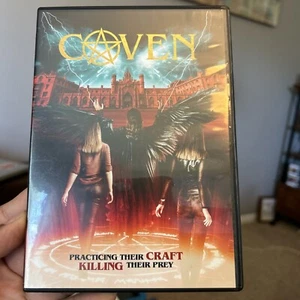 COVEN
PRACTICING THEIR CRAFT
KILLING THEIR PREY